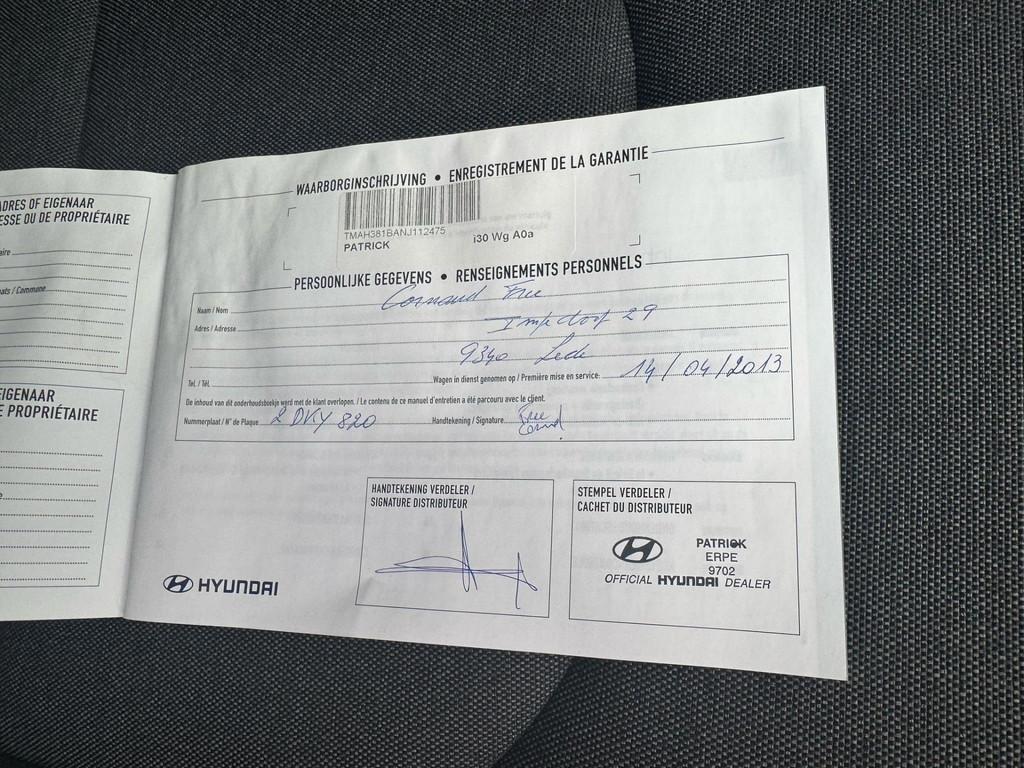 ADRES OF EIGENAAR
ESSE OU DE PROPRIÉTAIRE
aire
EIGENAAR
E PROPRIÉTAIRE
WAARBORGINSCHRIJVING • ENREGISTREMENT DE LA GARANTIE
TMAH381BANJ112475
PATRICK
i30 Wg A0a
PERSOONLIJKE GEGEVENS • RENSEIGNEMENTS PERSONNELS
Naam / Nom
Adres / Adresse
29
9340 Lede
Tel. / Tél.
Wagen in dienst genomen op / Première mise en service: 14/04/2013
De inhoud van dit onderhoudsboekje werd met de klant overlopen. / Le contenu de ce manuel d'entretien a été parcouru avec le client.
Nummerplaat / N° de Plaque 2 DKY 820
Handtekening / Signature
HANDTEKENING VERDELER /
SIGNATURE DISTRIBUTEUR
STEMPEL VERDELER /
CACHET DU DISTRIBUTEUR
PATRICK
ERPE
9702
OFFICIAL HYUNDAI DEALER
HYUNDAI